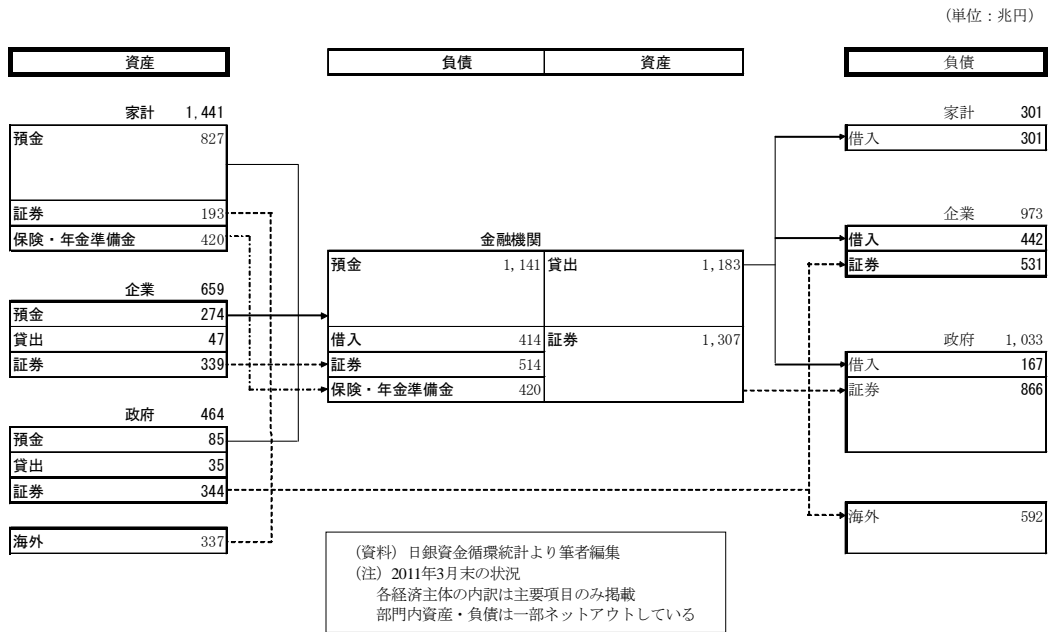 （単位：兆円）
資産
負債 資産
負債
家計 1,441
預金 827
証券 193
保険・年金準備金 420
企業 659
預金 274
貸出 47
証券 339
政府 464
預金 85
貸出 35
証券 344
海外 337
金融機関
預金 1,141 貸出 1,183
借入 414 証券 1,307
証券 514
保険・年金準備金 420
家計 301
借入 301
企業 973
借入 442
証券 531
政府 1,033
借入 167
証券 866
海外 592
（資料）日銀資金循環統計より筆者編集
（注）2011年3月末の状況
各経済主体の内訳は主要項目のみ掲載
部門内資産・負債は一部ネットアウトしている